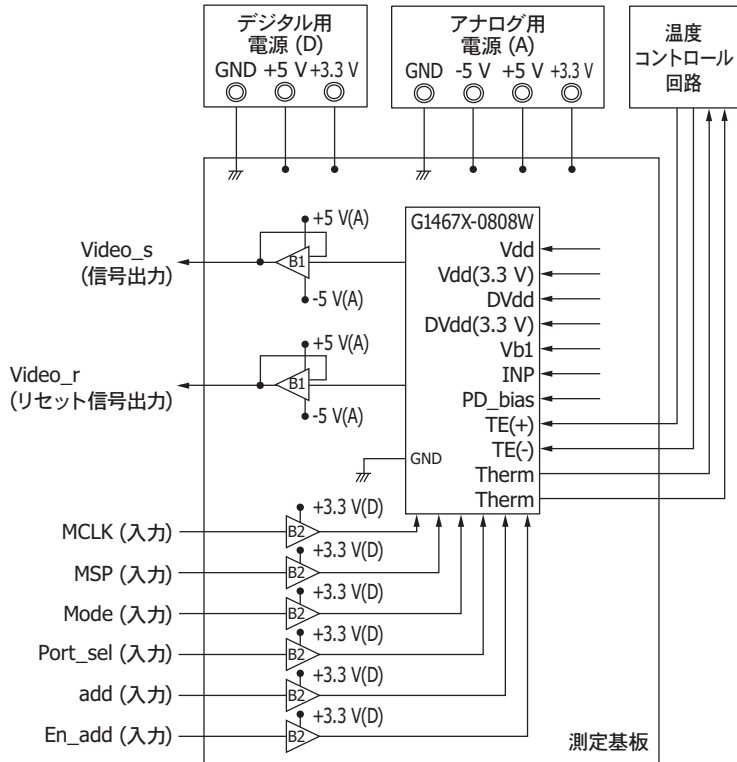 デジタル用
電源 (D)
GND +5 V +3.3 V
アナログ用
電源 (A)
GND -5 V +5 V +3.3 V
温度
コントロール
回路
G1467X-0808W
Vdd
Vdd(3.3 V)
DVdd
DVdd(3.3 V)
Vb1
INP
PD_bias
TE(+)
TE(-)
Therm
Therm
GND
+5 V(A)
B1
-5 V(A)
Video_s
(信号出力)
+5 V(A)
B1
-5 V(A)
Video_r
(リセット信号出力)
+3.3 V(D)
MCLK (入力)
B2
+3.3 V(D)
MSP (入力)
B2
+3.3 V(D)
Mode (入力)
B2
+3.3 V(D)
Port_sel (入力)
B2
+3.3 V(D)
add (入力)
B2
+3.3 V(D)
En_add (入力)
B2
測定基板